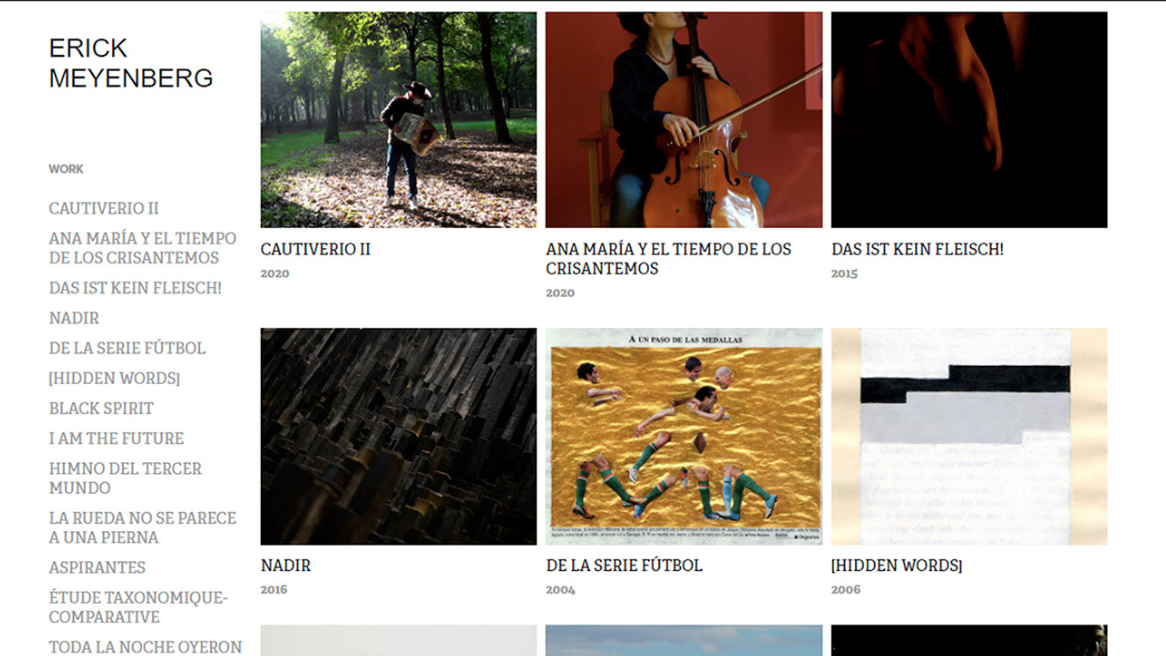 ERICK
MEYENBERG
WORK
CAUTIVERIO II
ANA MARÍA Y EL TIEMPO
DE LOS CRISANTEMOS
DAS IST KEIN FLEISCH!
NADIR
DE LA SERIE FÚTBOL
[HIDDEN WORDS]
BLACK SPIRIT
I AM THE FUTURE
HIMNO DEL TERCER
MUNDO
LA RUEDA NO SE PARECE
A UNA PIERNA
ASPIRANTES
ÉTUDE TAXONOMIQUE-
COMPARATIVE
TODA LA NOCHE OYERON
CAUTIVERIO II
2020
ANA MARÍA Y EL TIEMPO DE LOS
CRISANTEMOS
2020
DAS IST KEIN FLEISCH!
2015
NADIR
2016
A UN PASO DE LAS MEDALLAS
DE LA SERIE FÚTBOL
2004
[HIDDEN WORDS]
2006